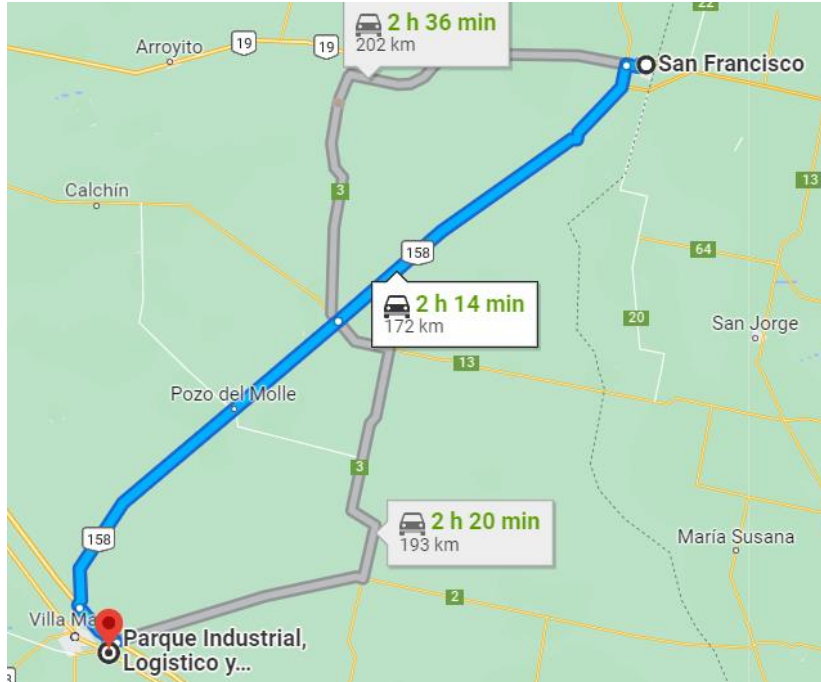 22
2 h 36 min
202 km
Arroyito
19
19
San Francisco
3
13
Calchín
158
64
2 h 14 min
172 km
20
San Jorge
13
Pozo del Molle
3
2 h 20 min
193 km
158
María Susana
2
Villa Ma
Parque Industrial,
Logistico y...